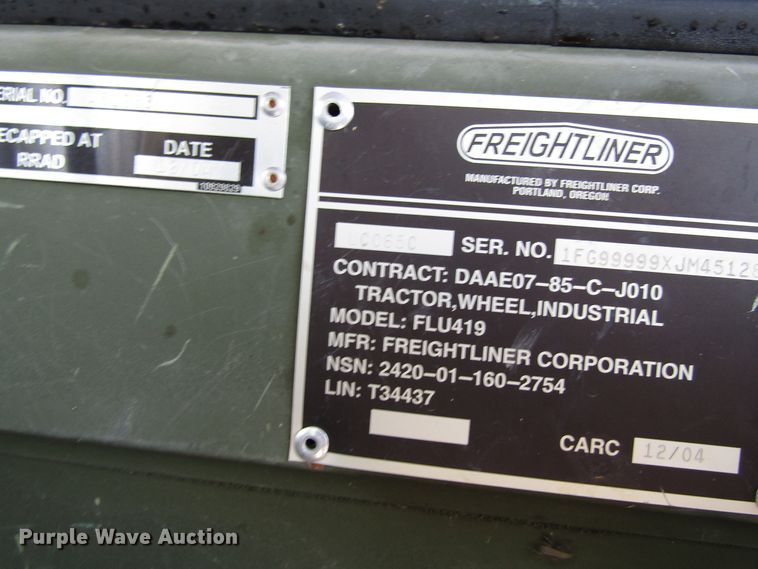 ERIAL NO.
ECAPPED AT
RRAD
DATE
FREIGHTLINER
MANUFACTURED BY FREIGHTLINER CORP.
PORTLAND, OREGON
SER. NO. 1FG99999XJM4512
CONTRACT: DAAE07-85-C-J010
TRACTOR,WHEEL,INDUSTRIAL
MODEL: FLU419
MFR: FREIGHTLINER CORPORATION
NSN: 2420-01-160-2754
LIN: T34437
CARC 12/04
Purple Wave Auction